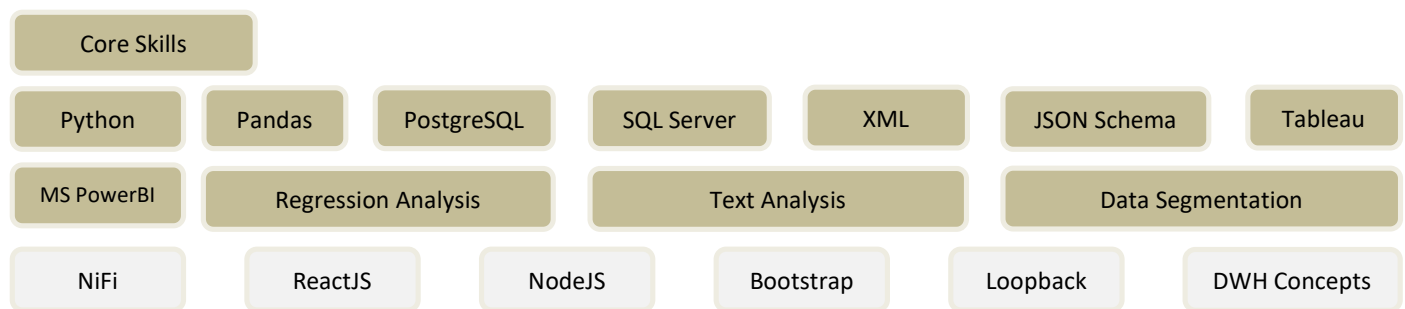 Core Skills
Python Pandas PostgreSQL SQL Server XML JSON Schema Tableau
MS PowerBI Regression Analysis Text Analysis Data Segmentation
NiFi ReactJS NodeJS Bootstrap Loopback DWH Concepts